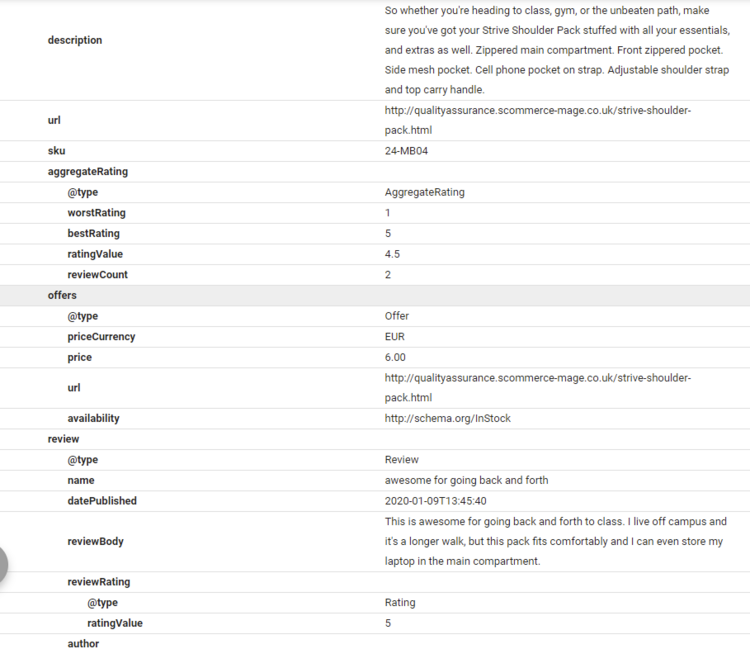 So whether you're heading to class, gym, or the unbeaten path, make
sure you've got your Strive Shoulder Pack stuffed with all your essentials,
description
and extras as well. Zippered main compartment. Front zippered pocket.
Side mesh pocket. Cell phone pocket on strap. Adjustable shoulder strap
and top carry handle.
url
http://qualityassurance.scommerce-mage.co.uk/strive-shoulder-
pack.html
sku 24-MB04
aggregateRating
@type AggregateRating
worstRating 1
bestRating 5
ratingValue 4.5
reviewCount 2
offers
@type Offer
priceCurrency EUR
price 6.00
url
http://qualityassurance.scommerce-mage.co.uk/strive-shoulder-
pack.html
availability http://schema.org/InStock
review
@type Review
name awesome for going back and forth
datePublished 2020-01-09T13:45:40
reviewBody
This is awesome for going back and forth to class. I live off campus and
it's a longer walk, but this pack fits comfortably and I can even store my
laptop in the main compartment.
reviewRating
@type Rating
ratingValue 5
author